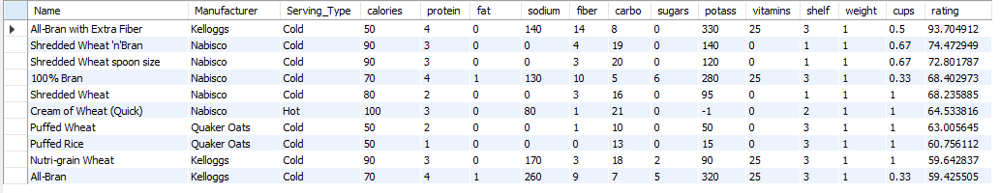 Name Manufacturer Serving_Type calories protein fat sodium fiber carbo sugars potass vitamins shelf weight cups rating
All-Bran with Extra Fiber Kelloggs Cold 50 4 0 140 14 8 0 330 25 3 1 0.5 93.704912
Shredded Wheat 'n'Bran Nabisco Cold 90 3 0 0 4 19 0 140 0 1 1 0.67 74.472949
Shredded Wheat spoon size Nabisco Cold 90 3 0 0 3 20 0 120 0 1 1 0.67 72.801787
100% Bran Nabisco Cold 70 4 1 130 10 5 6 280 25 3 1 0.33 68.402973
Shredded Wheat Nabisco Cold 80 2 0 0 3 16 0 95 0 1 1 1 68.235885
Cream of Wheat (Quick) Nabisco Hot 100 3 0 80 1 21 0 -1 0 2 1 1 64.533816
Puffed Wheat Quaker Oats Cold 50 2 0 0 1 10 0 50 0 3 1 1 63.005645
Puffed Rice Quaker Oats Cold 50 1 0 0 0 13 0 15 0 3 1 1 60.756112
Nutri-grain Wheat Kelloggs Cold 90 3 0 170 3 18 2 90 25 3 1 1 59.642837
All-Bran Kelloggs Cold 70 4 1 260 9 7 5 320 25 3 1 0.33 59.425505